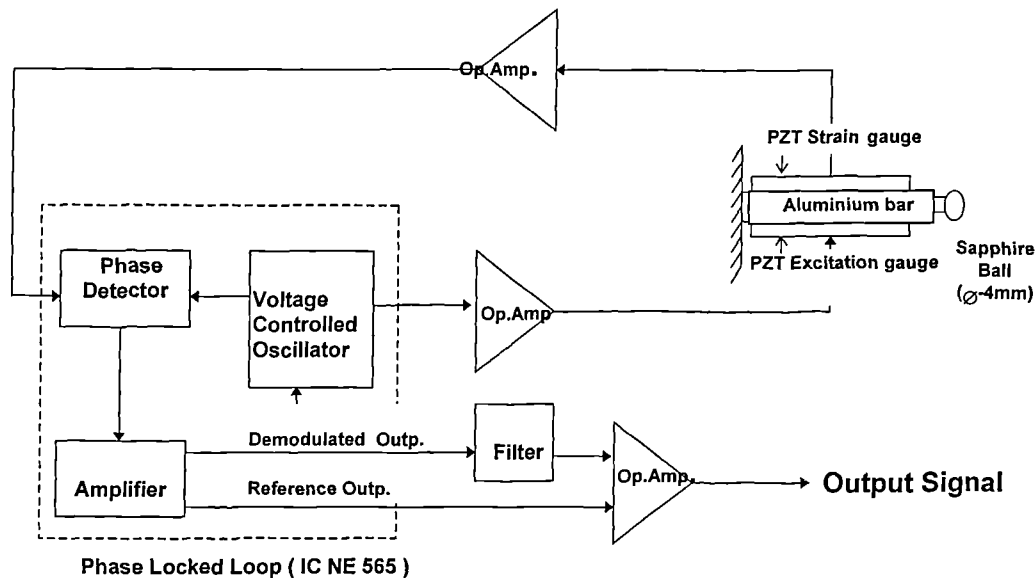 Op.Amp.
PZT Strain gauge
Aluminium bar
PZT Excitation gauge
Sapphire
Ball
(⌀-4mm)
Phase
Detector
Voltage
Controlled
Oscillator
Op.Amp
Demodulated Outp.
Filter
Op.Amp.
Amplifier
Reference Outp.
Output Signal
Phase Locked Loop ( IC NE 565 )